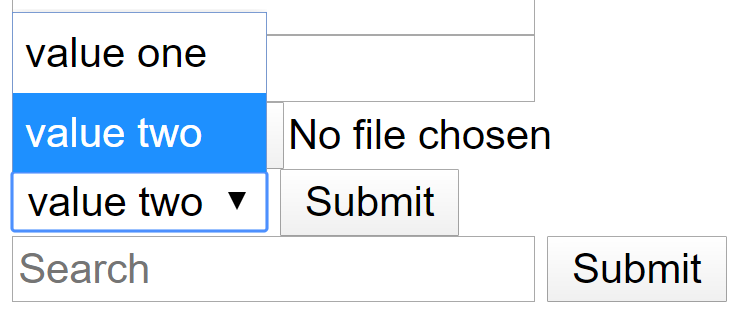 value one
value two
No file chosen
value two ▼ Submit
Search Submit